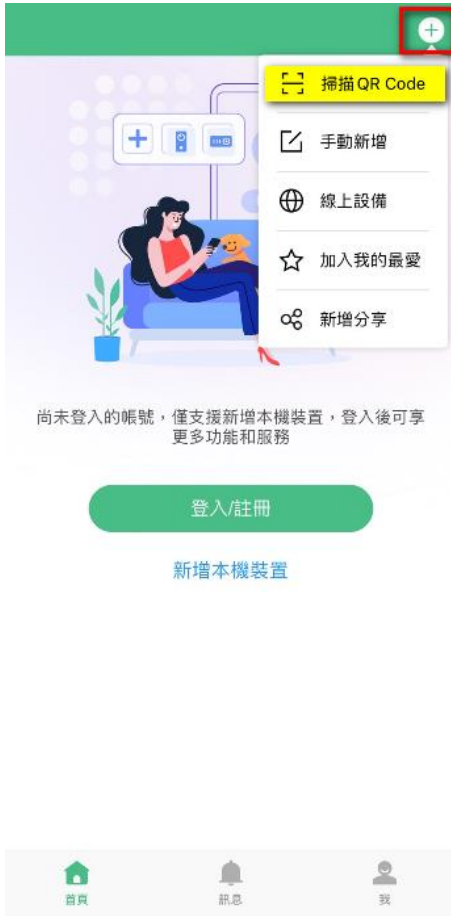 掃描 QR Code
手動新增
線上設備
加入我的最愛
新增分享
尚未登入的帳號，僅支援新增本機裝置，登入後可享
更多功能和服務
登入/註冊
新增本機裝置
首頁
訊息
我